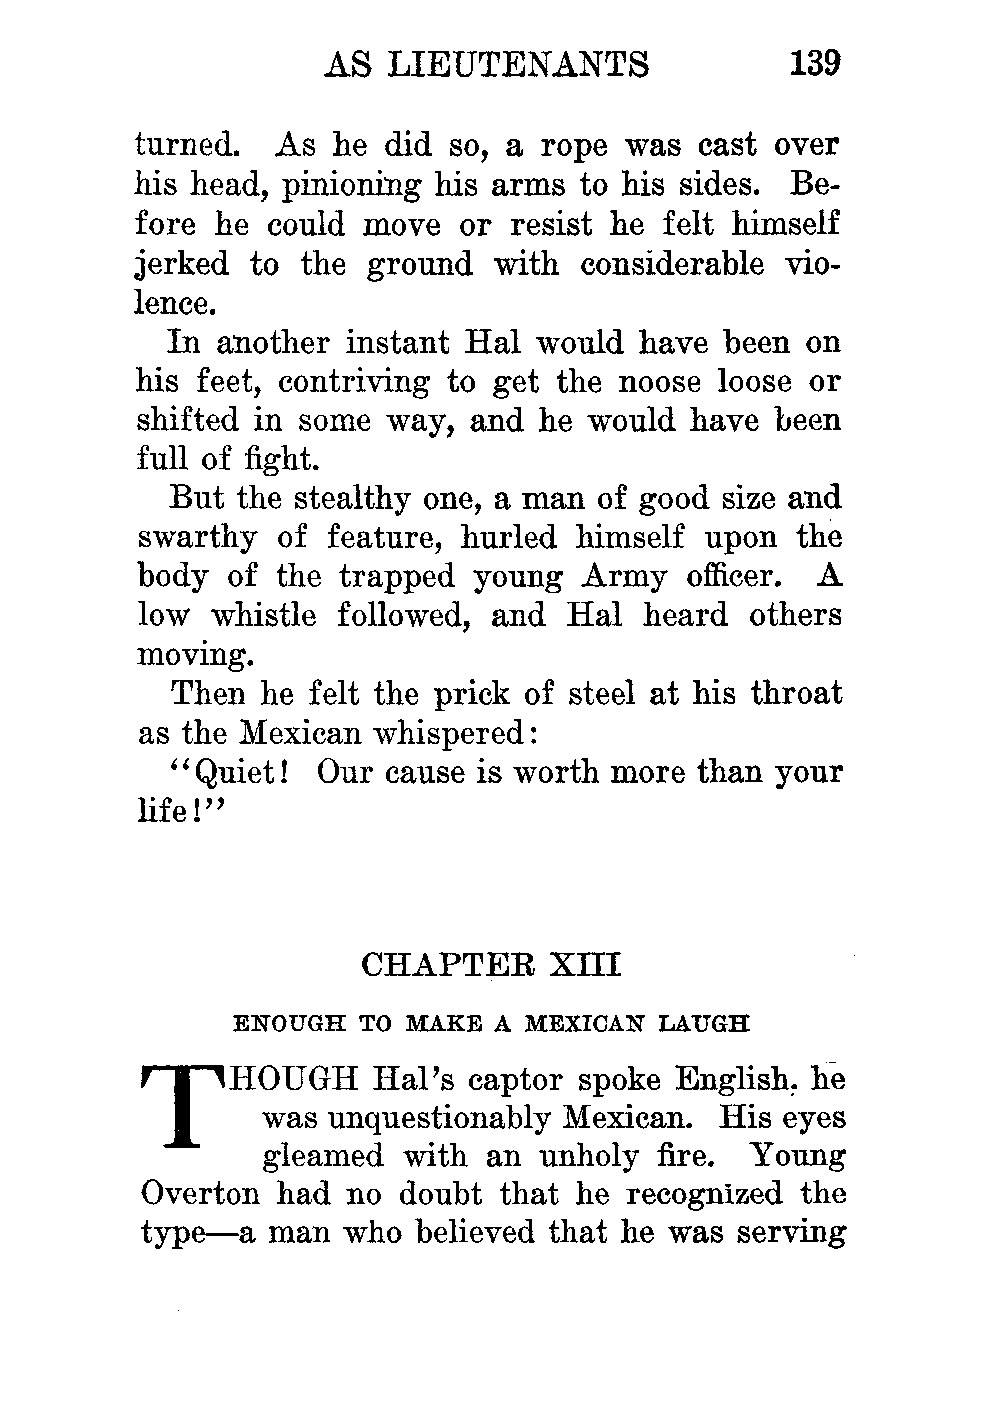 AS LIEUTENANTS 139
turned. As he did so, a rope was cast over
his head, pinioning his arms to his sides. Be-
fore he could move or resist he felt himself
jerked to the ground with considerable vio-
lence.
In another instant Hal would have been on
his feet, contriving to get the noose loose or
shifted in some way, and he would have been
full of fight.
But the stealthy one, a man of good size and
swarthy of feature, hurled himself upon the
body of the trapped young Army officer. A
low whistle followed, and Hal heard others
moving.
Then he felt the prick of steel at his throat
as the Mexican whispered:
“Quiet! Our cause is worth more than your
life!”
CHAPTER XIII
ENOUGH TO MAKE A MEXICAN LAUGH
THOUGH Hal’s captor spoke English, he
was unquestionably Mexican. His eyes
gleamed with an unholy fire. Young
Overton had no doubt that he recognized the
type—a man who believed that he was serving